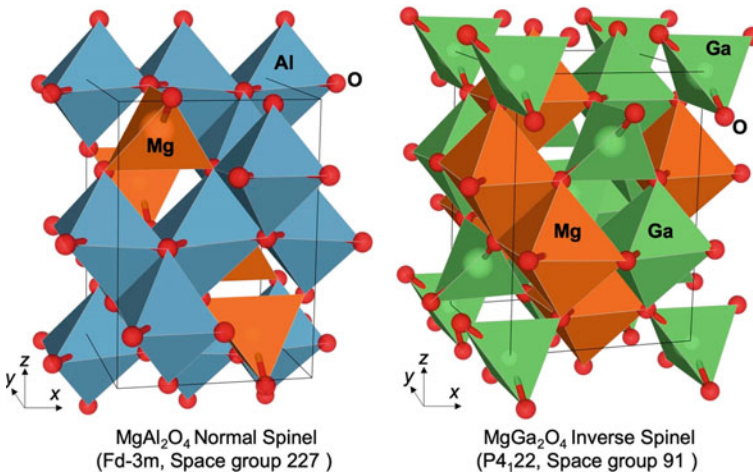 Al
O
Mg
z
y
x
MgAl₂O₄ Normal Spinel
(Fd-3m, Space group 227 )
Ga
O
Mg
Ga
z
y
x
MgGa₂O₄ Inverse Spinel
(P4₁22, Space group 91 )